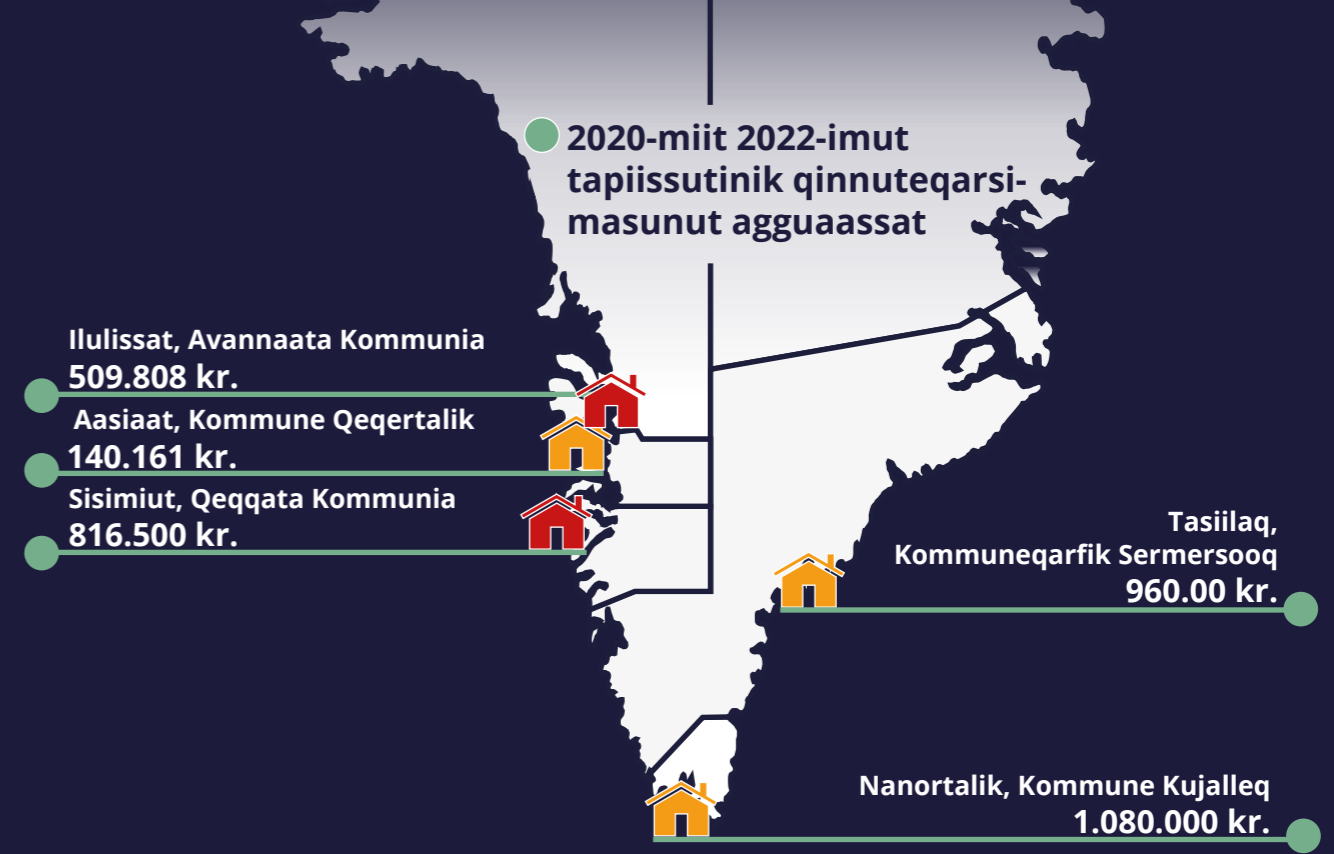 2020-miit 2022-imut
tapiissutinik qinnuteqarsi-
masunut agguaassat
Ilulissat, Avannaata Kommunia
509.808 kr.
Aasiaat, Kommune Qeqertalik
140.161 kr.
Sisimiut, Qeqqata Kommunia
816.500 kr.
Tasiilaq,
Kommuneqarfik Sermersooq
960.00 kr.
Nanortalik, Kommune Kujalleq
1.080.000 kr.